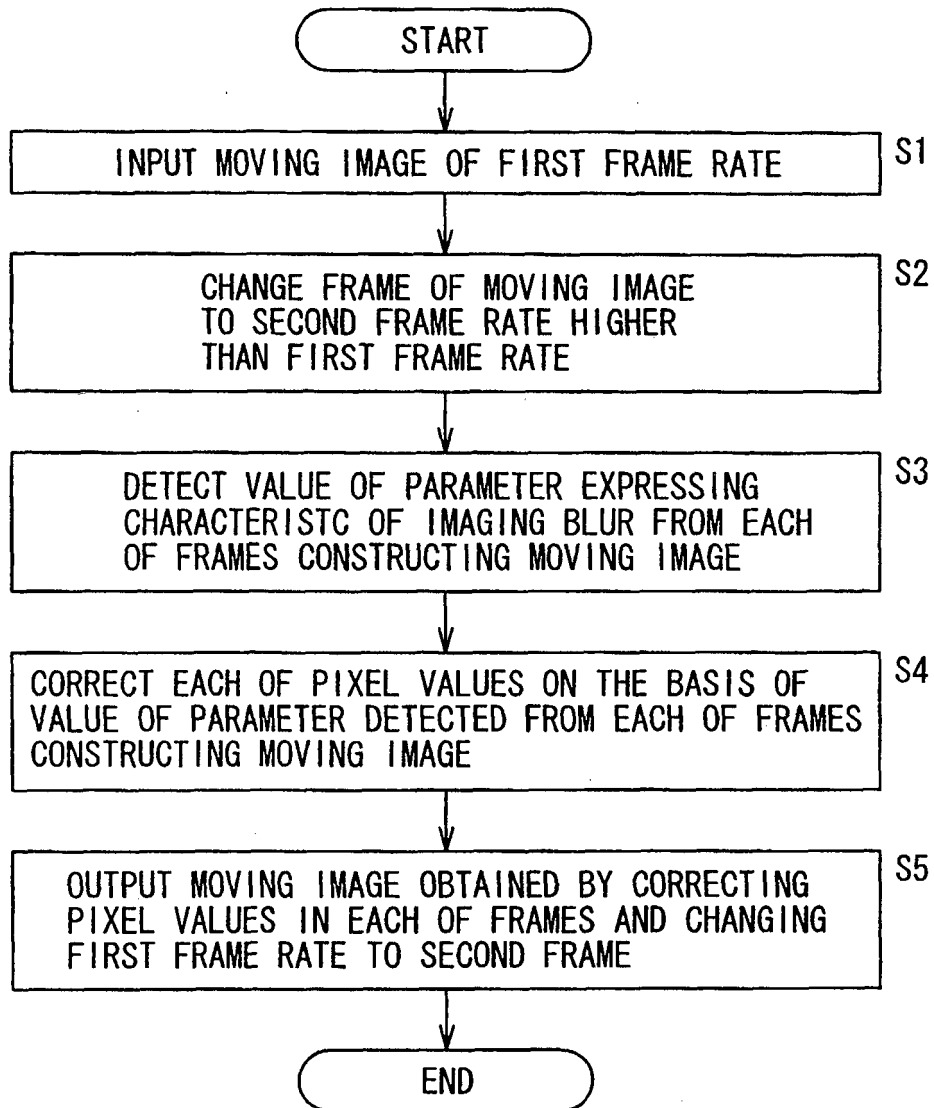 START
INPUT MOVING IMAGE OF FIRST FRAME RATE
S1
CHANGE FRAME OF MOVING IMAGE
TO SECOND FRAME RATE HIGHER
THAN FIRST FRAME RATE
S2
DETECT VALUE OF PARAMETER EXPRESSING
CHARACTERISTC OF IMAGING BLUR FROM EACH
OF FRAMES CONSTRUCTING MOVING IMAGE
S3
CORRECT EACH OF PIXEL VALUES ON THE BASIS OF
VALUE OF PARAMETER DETECTED FROM EACH OF FRAMES
CONSTRUCTING MOVING IMAGE
S4
OUTPUT MOVING IMAGE OBTAINED BY CORRECTING
PIXEL VALUES IN EACH OF FRAMES AND CHANGING
FIRST FRAME RATE TO SECOND FRAME
S5
END